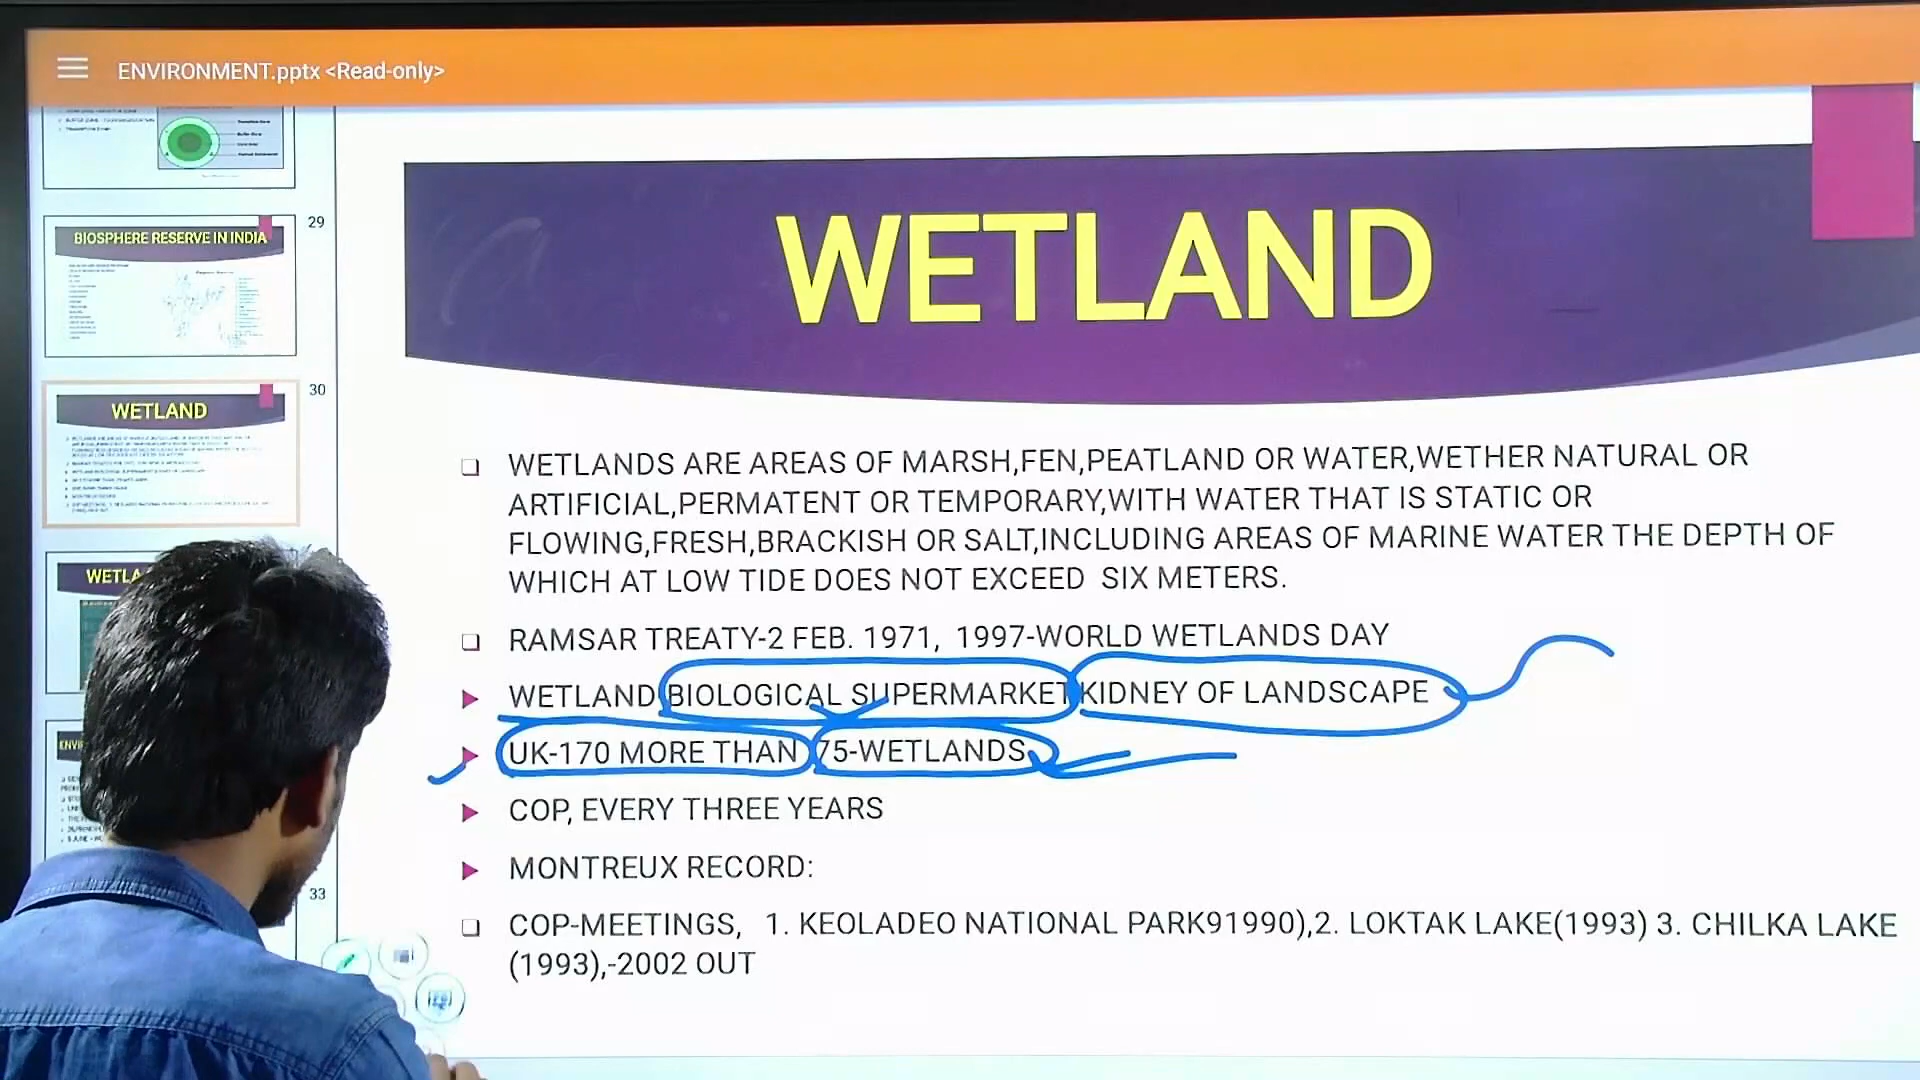 ENVIRONMENT.pptx <Read-only>
29
BIOSPHERE RESERVE IN INDIA
30
WETLAND
WETLA
33
WETLAND
WETLANDS ARE AREAS OF MARSH,FEN,PEATLAND OR WATER,WETHER NATURAL OR
ARTIFICIAL,PERMATENT OR TEMPORARY,WITH WATER THAT IS STATIC OR
FLOWING,FRESH,BRACKISH OR SALT,INCLUDING AREAS OF MARINE WATER THE DEPTH OF
WHICH AT LOW TIDE DOES NOT EXCEED SIX METERS.
RAMSAR TREATY-2 FEB. 1971, 1997-WORLD WETLANDS DAY
WETLAND BIOLOGICAL SUPERMARKET KIDNEY OF LANDSCAPE
UK-170 MORE THAN 75-WETLANDS
COP, EVERY THREE YEARS
MONTREUX RECORD:
COP-MEETINGS, 1. KEOLADEO NATIONAL PARK91990),2. LOKTAK LAKE(1993) 3. CHILKA LAKE
(1993),-2002 OUT